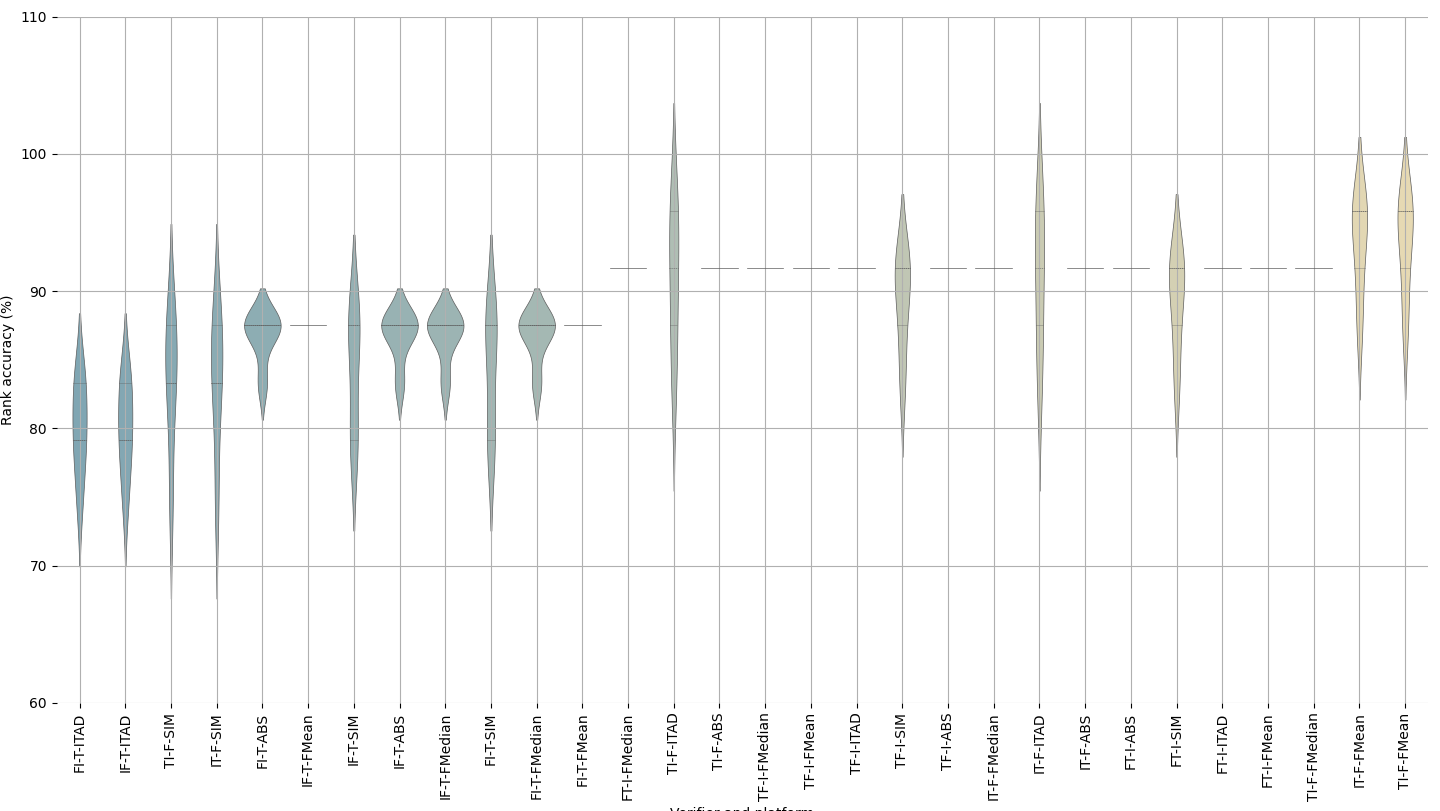 110
100
90
80
70
60
Rank accuracy (%)
FI-T-ITAD
IF-T-ITAD
TI-F-SIM
IT-F-SIM
FI-T-ABS
IF-T-FMean
IF-T-SIM
IF-T-ABS
IF-T-FMedian
FI-T-SIM
FI-T-FMedian
FI-T-FMean
FT-I-FMedian
TI-F-ITAD
TI-F-ABS
TF-I-FMedian
TF-I-FMean
TF-I-ITAD
TF-I-SIM
TF-I-ABS
IT-F-FMedian
IT-F-ITAD
IT-F-ABS
FT-I-ABS
FT-I-SIM
FT-I-ITAD
FT-I-FMean
TI-F-FMedian
IT-F-FMean
TI-F-FMean
Verifier and platform